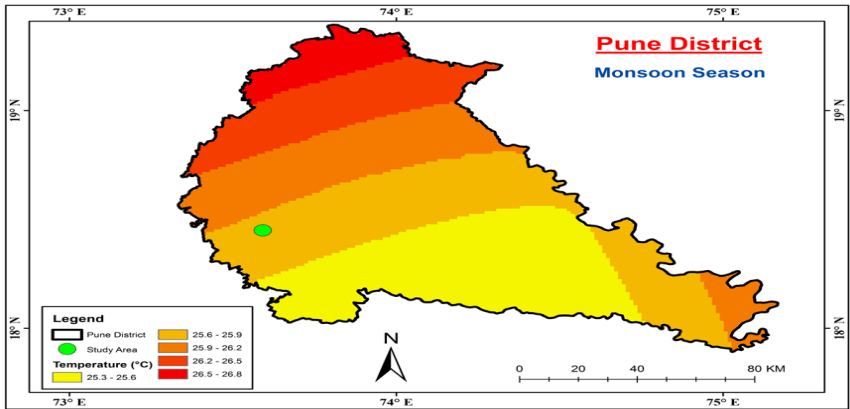 73° E 74° E 75° E
Pune District
Monsoon Season
19° N 19° N
18° N 18° N
Legend
Pune District
Study Area
Temperature (°C)
25.3 - 25.6
25.6 - 25.9
25.9 - 26.2
26.2 - 26.5
26.5 - 26.8
N
0 20 40 80 KM
73° E 74° E 75° E